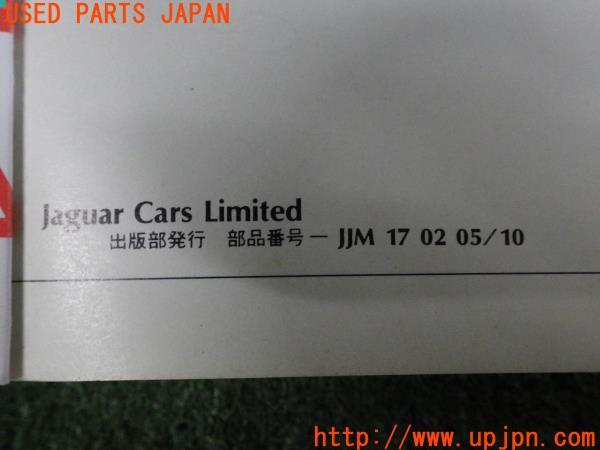 USED PARTS JAPAN
Jaguar Cars Limited
出版部発行 部品番号 — JJM 17 02 05/10
http://www.upjpn.com/